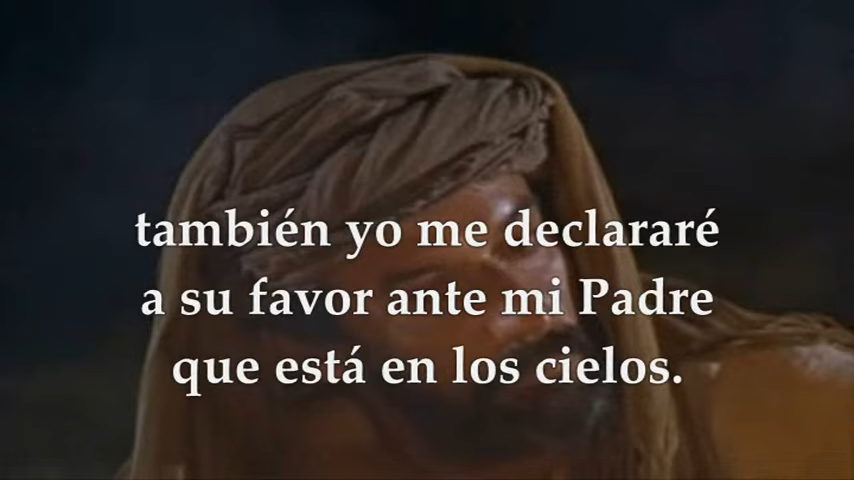 también yo me declararé
a su favor ante mi Padre
que está en los cielos.